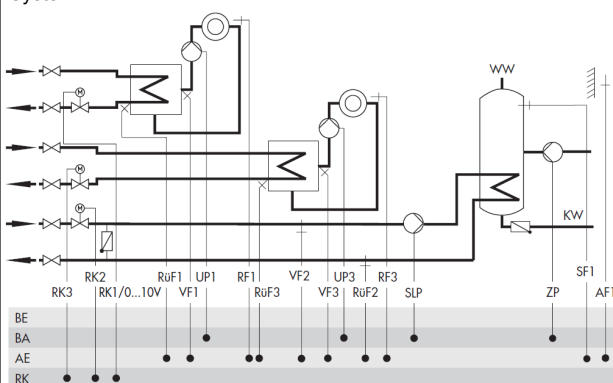 M
M
M
WW
KW
RK2 RüF1 UP1 RF1 VF2 UP3 RF3 SF1
RK3 RK1/0...10V VF1 RüF3 VF3 RüF2 SLP ZP AF1
BE
BA
AE
RK